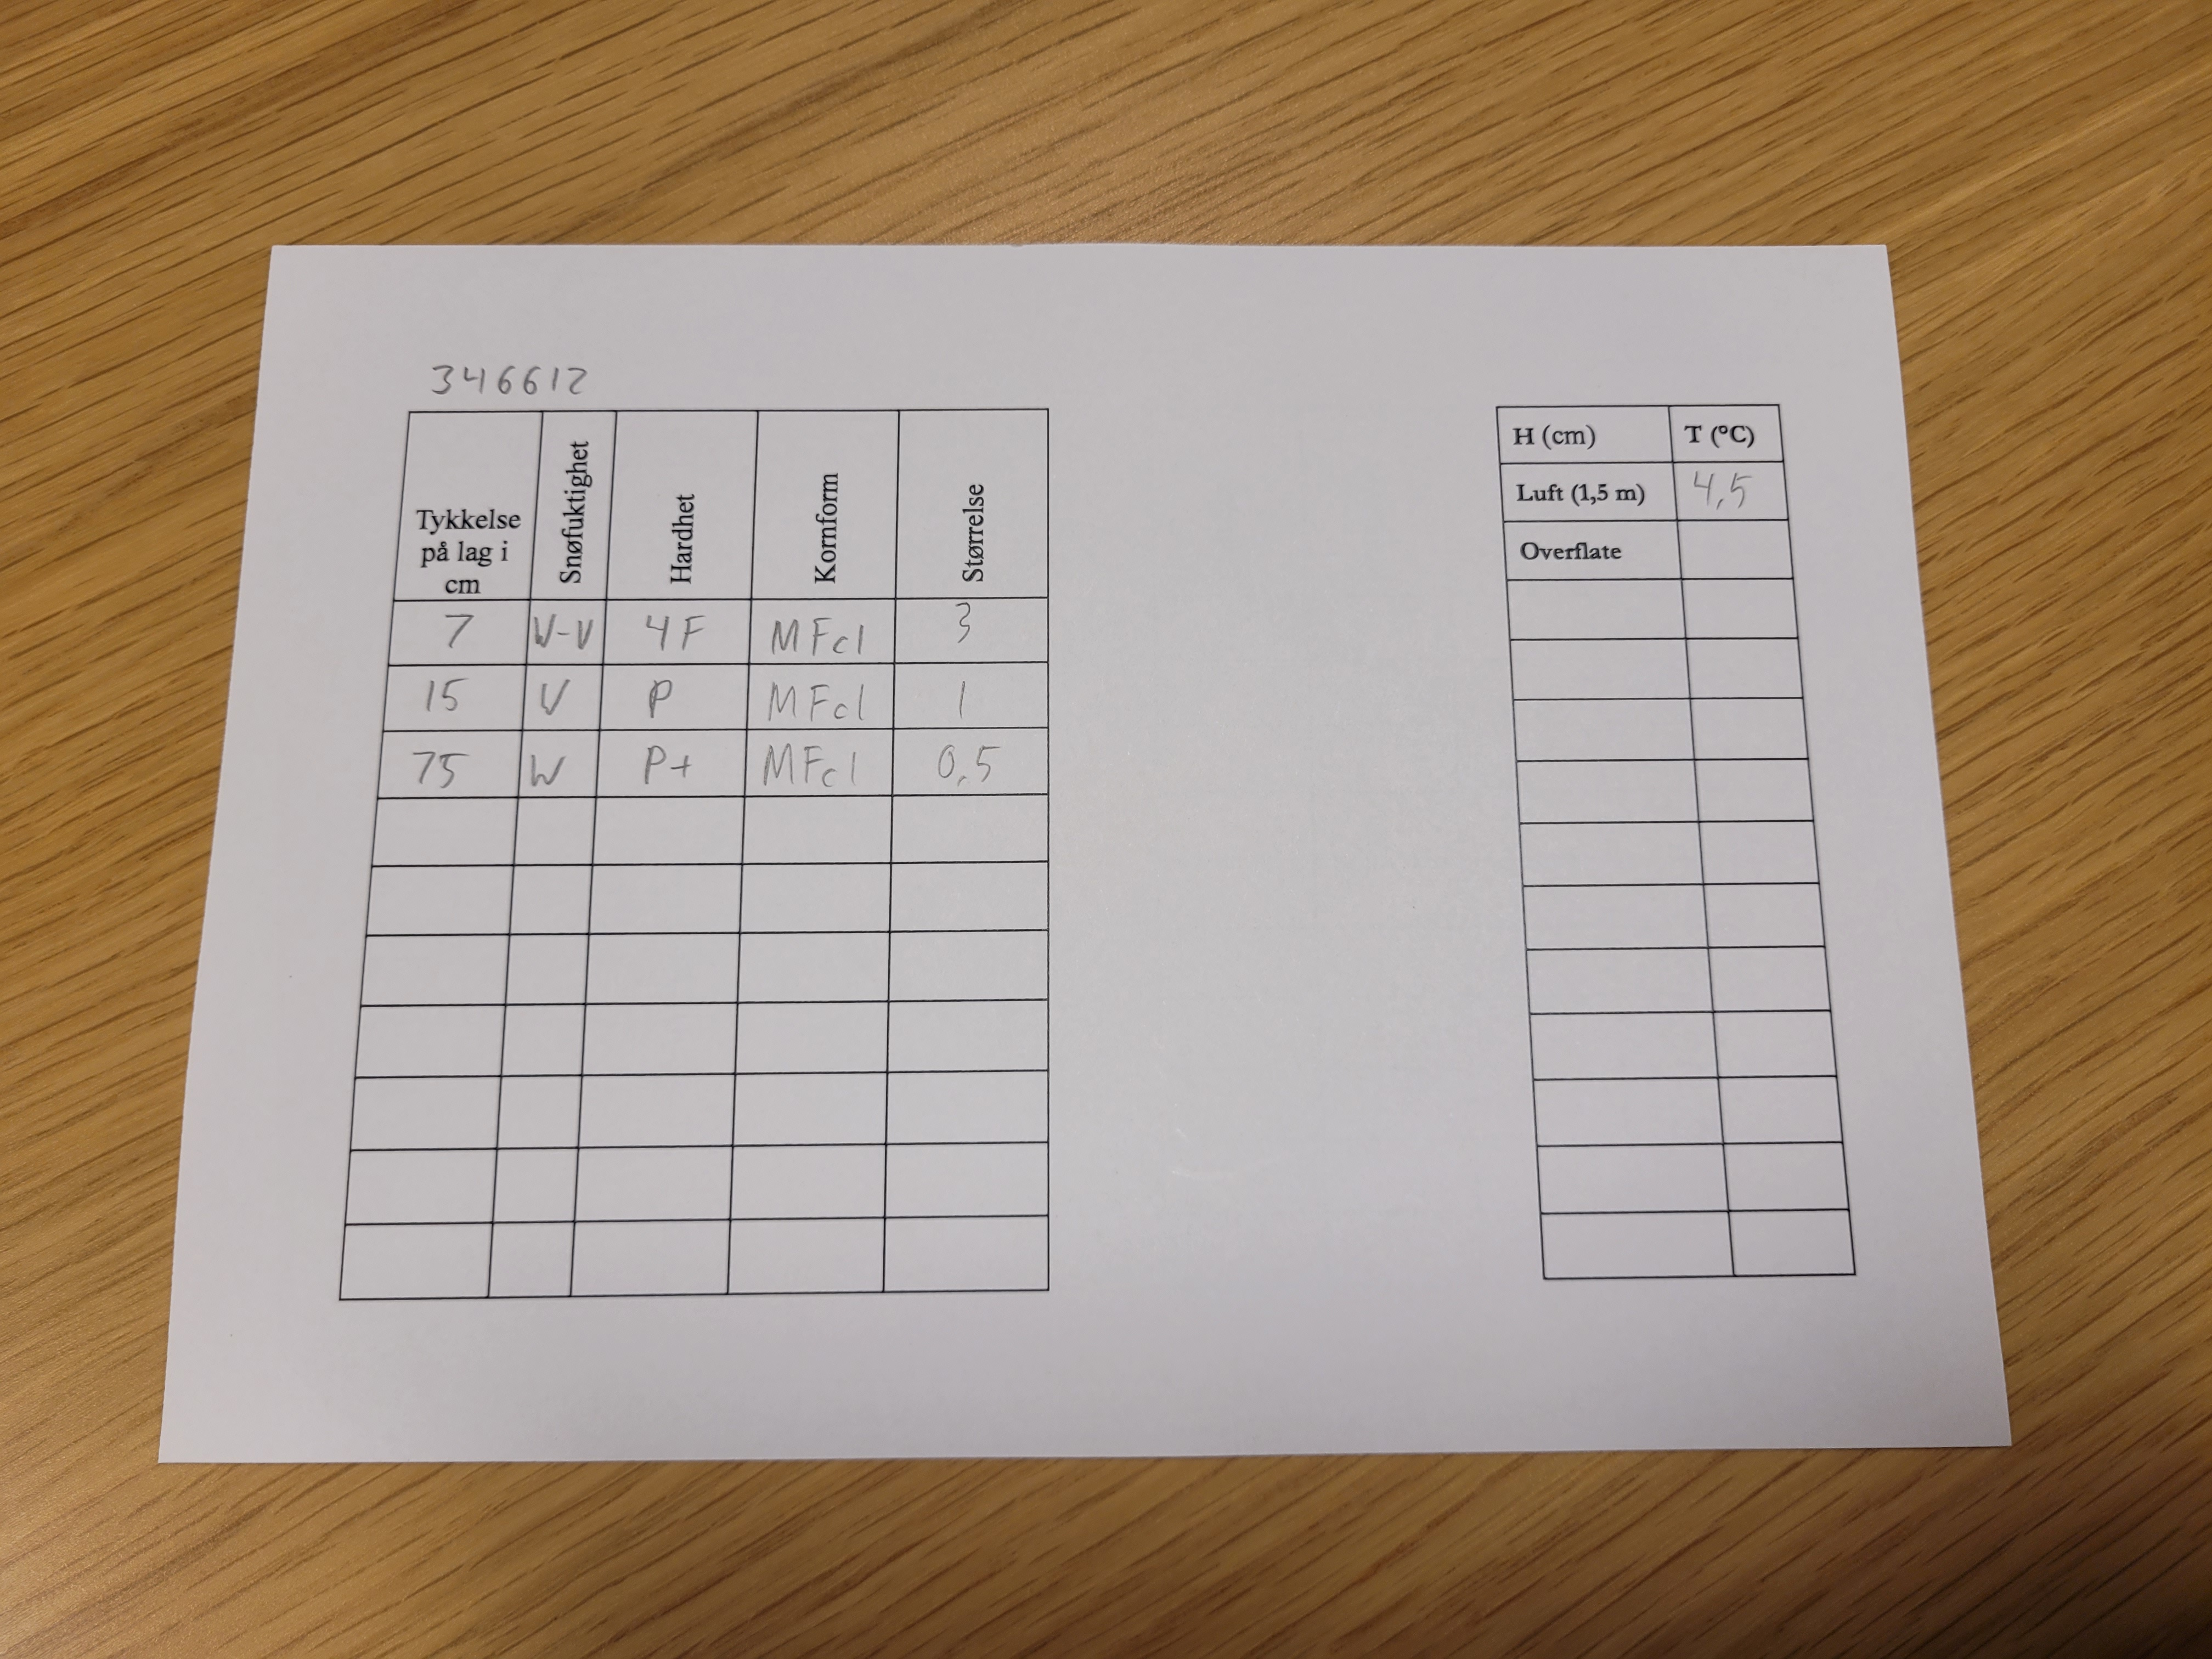 346612
Tykkelse på lag i cm Snøfuktighet Hardhet Kornform Størrelse
7 V-V 4F MFcl 3
15 V P MFcl 1
75 W P+ MFcl 0,5
H (cm) T (°C)
Luft (1,5 m) 4,5
Overflate